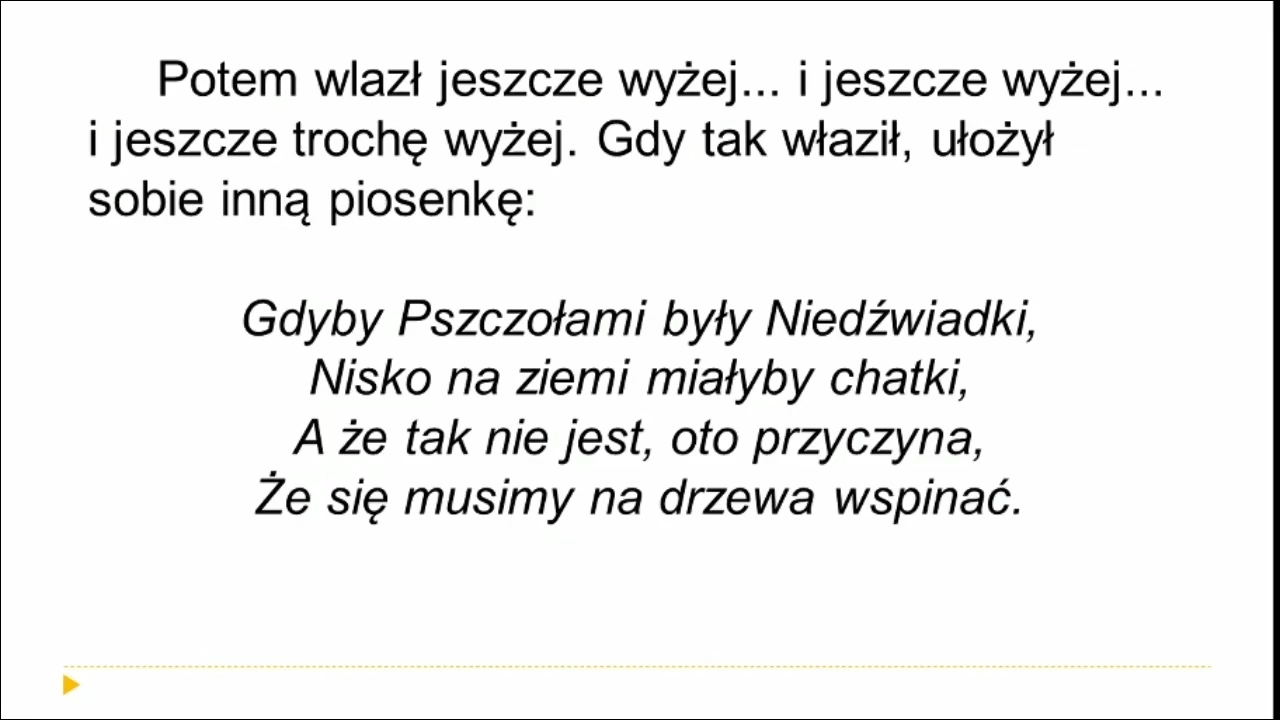 Potem wlazł jeszcze wyżej... i jeszcze wyżej...
i jeszcze trochę wyżej. Gdy tak właził, ułożył
sobie inną piosenkę:
Gdyby Pszczołami były Niedźwiadki,
Nisko na ziemi miałyby chatki,
A że tak nie jest, oto przyczyna,
Że się musimy na drzewa wspinać.